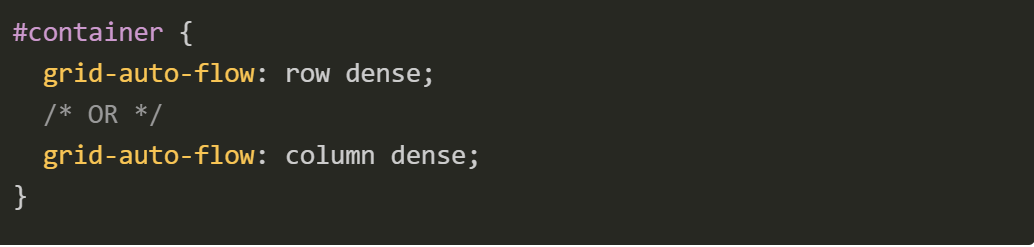 #container {
  grid-auto-flow: row dense;
  /* OR */
  grid-auto-flow: column dense;
}